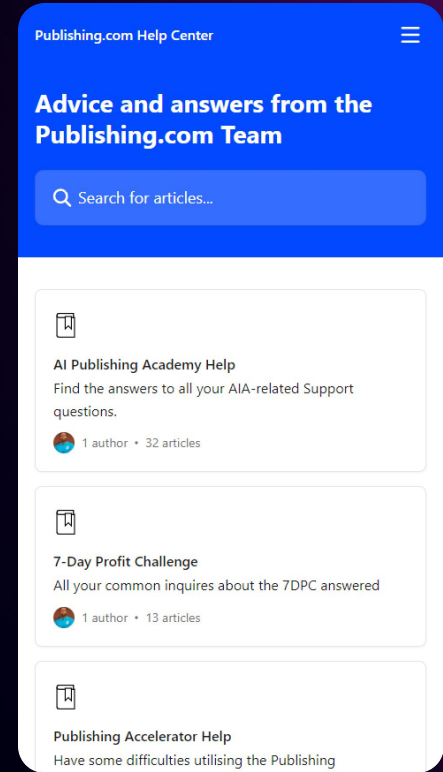 Publishing.com Help Center
Advice and answers from the
Publishing.com Team
Search for articles...
AI Publishing Academy Help
Find the answers to all your AIA-related Support
questions.
1 author • 32 articles
7-Day Profit Challenge
All your common inquires about the 7DPC answered
1 author • 13 articles
Publishing Accelerator Help
Have some difficulties utilising the Publishing